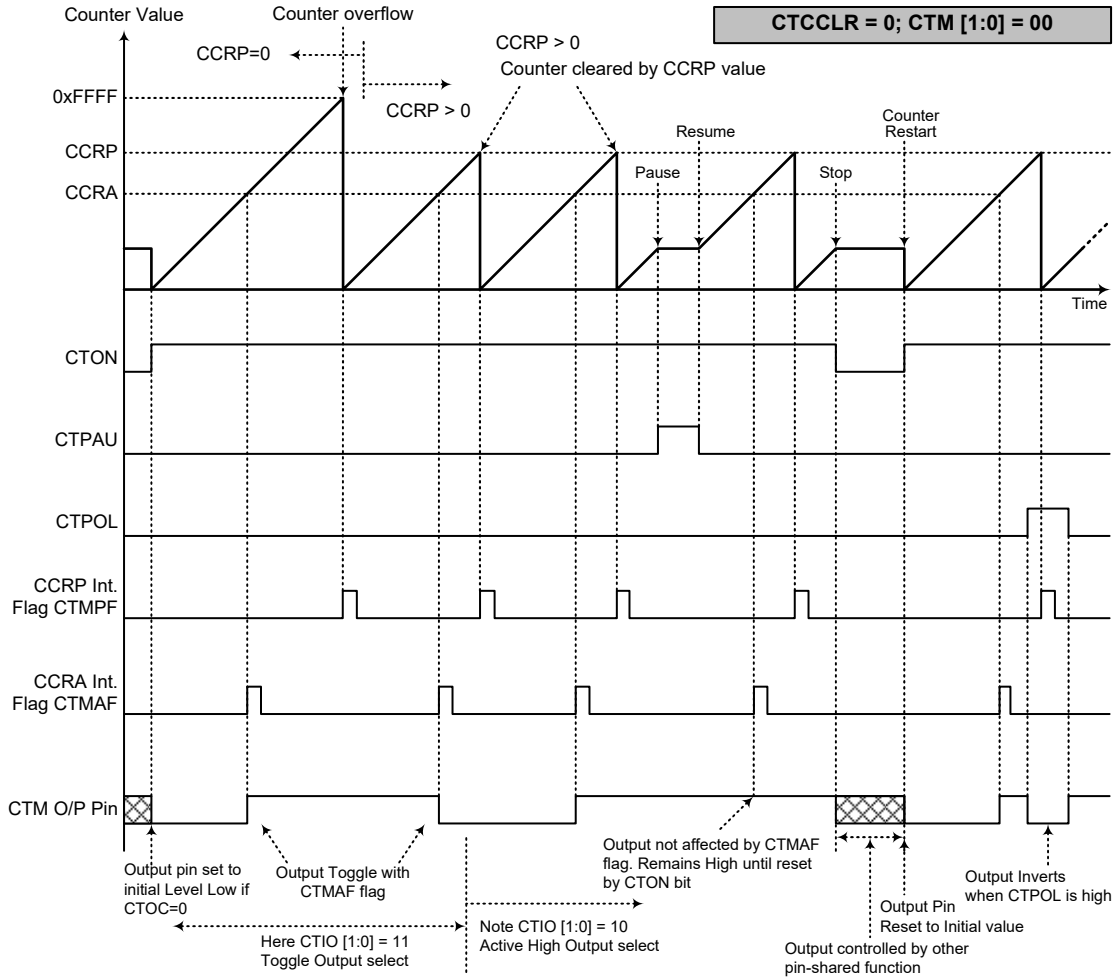 Counter Value
Counter overflow
CTCCLR = 0; CTM [1:0] = 00
CCRP=0
CCRP > 0
CCRP > 0
Counter cleared by CCRP value
0xFFFF
CCRP
CCRA
Pause
Resume
Stop
Counter
Restart
Time
CTON
CTPAU
CTPOL
CCRP Int.
Flag CTMPF
CCRA Int.
Flag CTMAF
CTM O/P Pin
Output pin set to
initial Level Low if
CTOC=0
Output Toggle with
CTMAF flag
Here CTIO [1:0] = 11
Toggle Output select
Note CTIO [1:0] = 10
Active High Output select
Output not affected by CTMAF
flag. Remains High until reset
by CTON bit
Output controlled by other
pin-shared function
Output Pin
Reset to Initial value
Output Inverts
when CTPOL is high